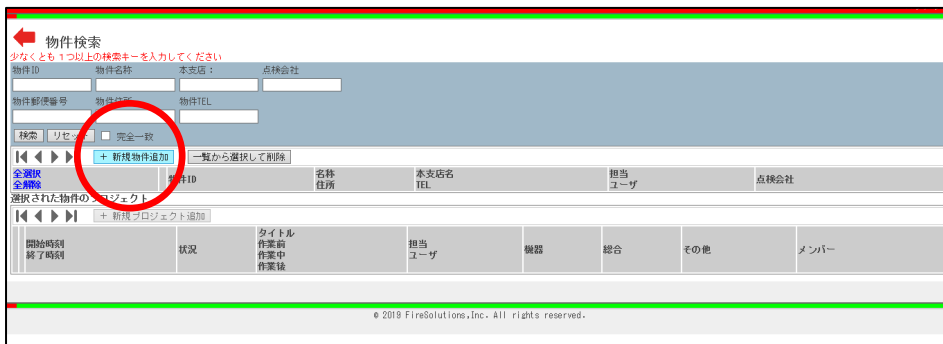 物件検索
少なくとも1つ以上の検索キーを入力してください
物件ID 物件名称 本支店： 点検会社
物件郵便番号 物件住所 物件TEL
検索 リセット 完全一致
+ 新規物件追加 一覧から選択して削除
全選択 物件ID 名称 本支店名 担当 点検会社
全解除 住所 TEL ユーザ
選択された物件のプロジェクト
+ 新規プロジェクト追加
開始時刻 終了時刻 状況 タイトル 作業前 作業中 作業後 担当 ユーザ 機器 総合 その他 メンバー
© 2019 FireSolutions,Inc. All rights reserved.